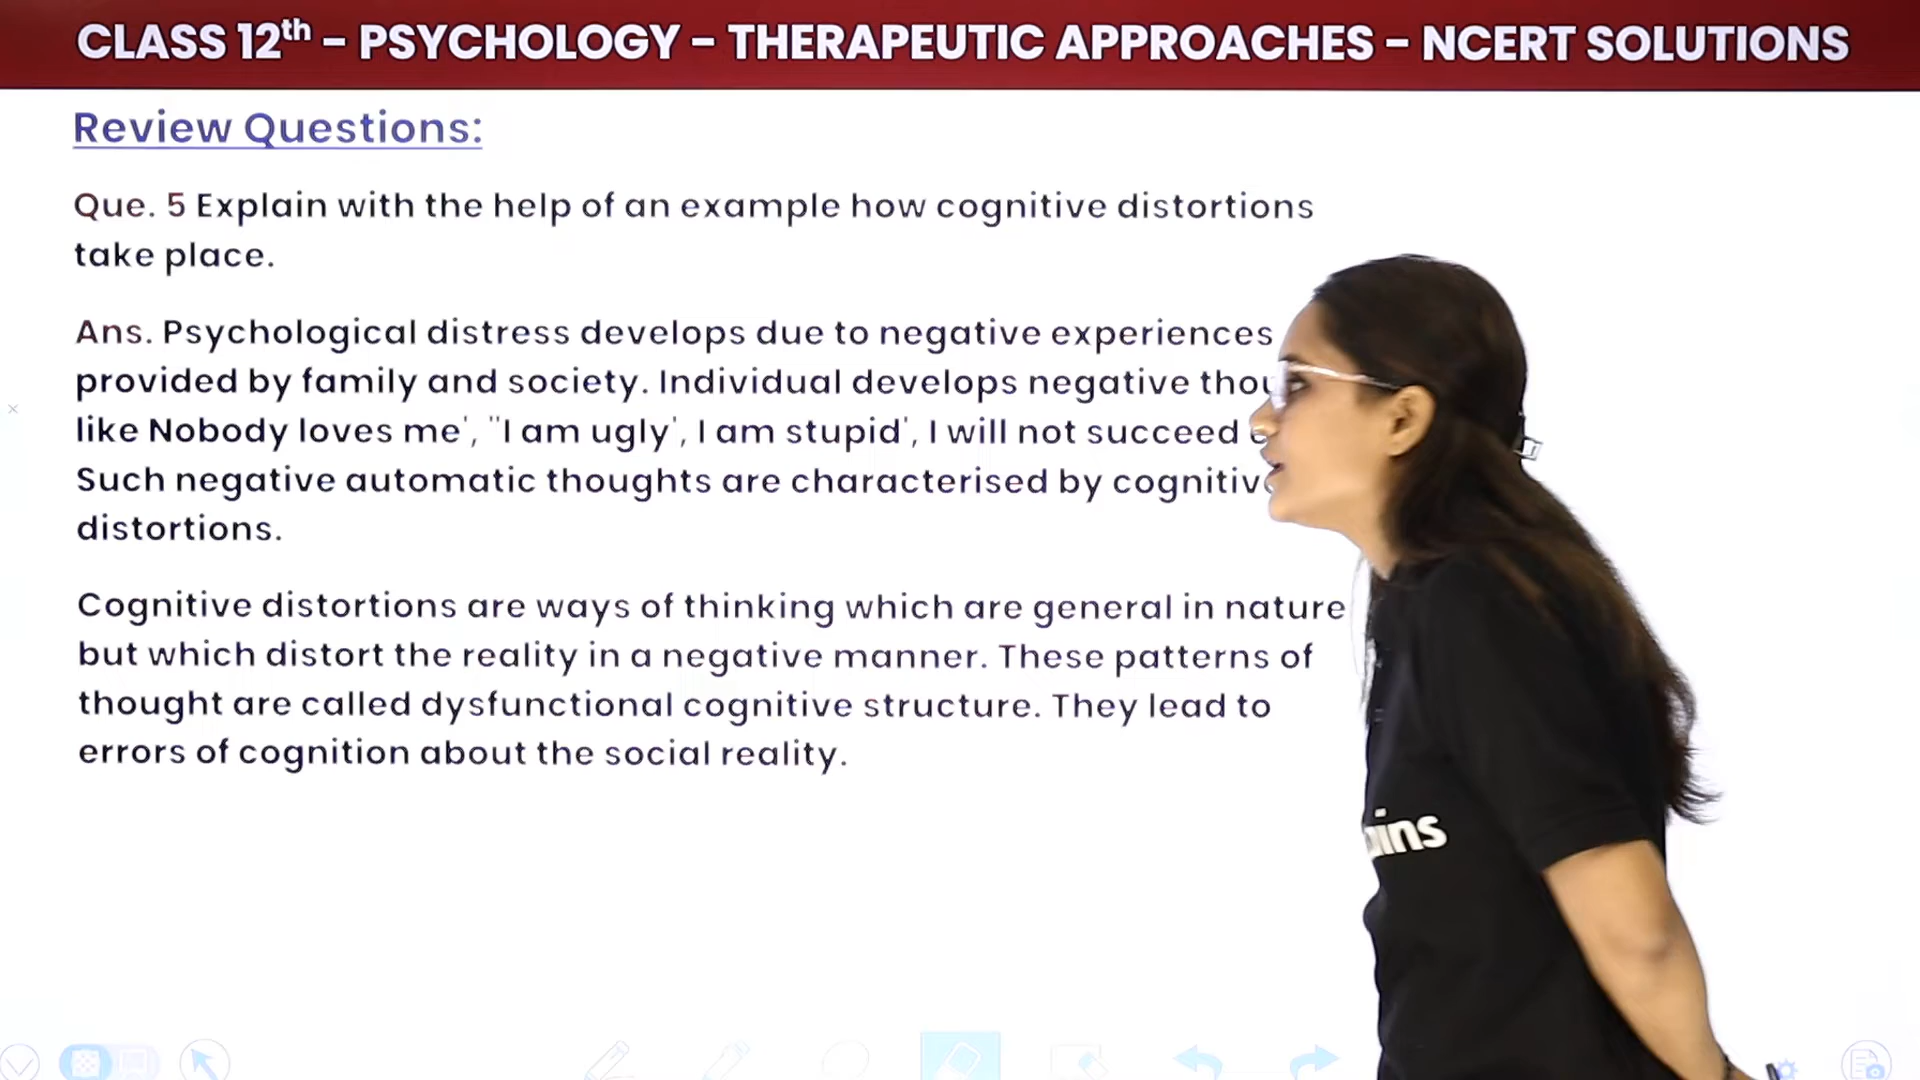 CLASS 12th - PSYCHOLOGY - THERAPEUTIC APPROACHES - NCERT SOLUTIONS
Review Questions:
Que. 5 Explain with the help of an example how cognitive distortions
take place.
Ans. Psychological distress develops due to negative experiences
provided by family and society. Individual develops negative
like Nobody loves me', "I am ugly', I am stupid', I will not succeed
Such negative automatic thoughts are characterised by
distortions.
Cognitive distortions are ways of thinking which are general in nature
but which distort the reality in a negative manner. These patterns of
thought are called dysfunctional cognitive structure. They lead to
errors of cognition about the social reality.